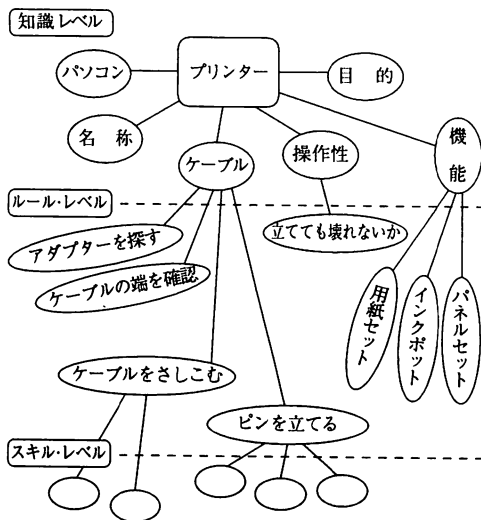 知識レベル
パソコン
プリンター
目的
名称
ケーブル
操作性
機能
ルール・レベル
アダプターを探す
ケーブルの端を確認
立てても壊れないか
用紙セット
インクポット
パネルセット
ケーブルをさしこむ
ピンを立てる
スキル・レベル